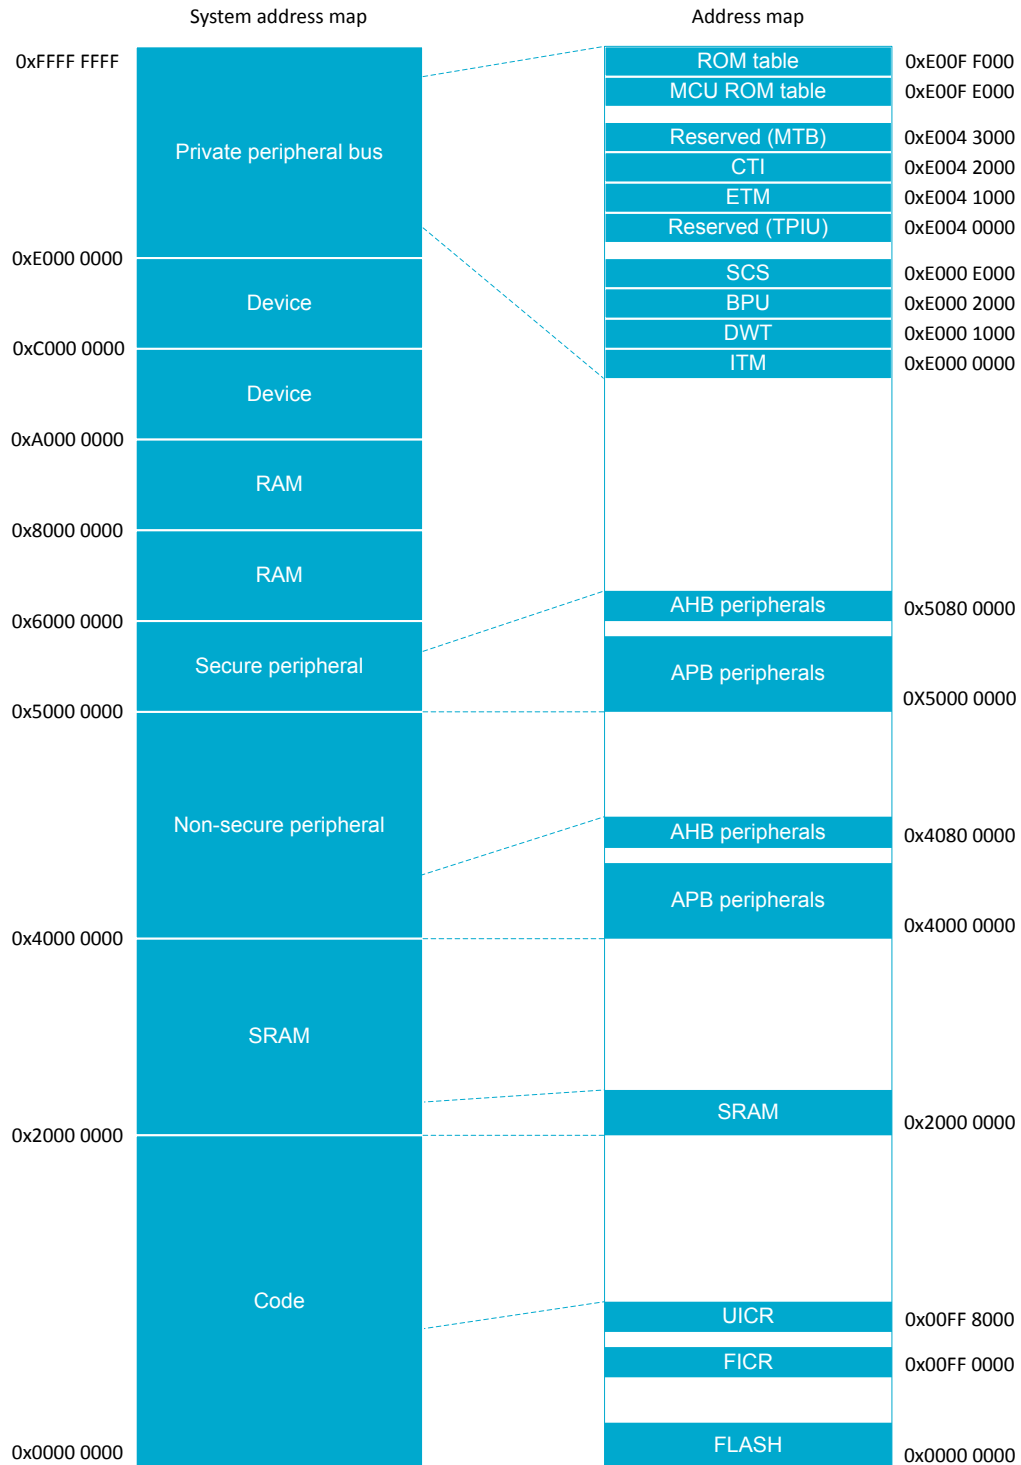 System address map
Address map
0xFFFF FFFF
Private peripheral bus
0xE000 0000
Device
0xC000 0000
Device
0xA000 0000
RAM
0x8000 0000
RAM
0x6000 0000
Secure peripheral
0x5000 0000
Non-secure peripheral
0x4000 0000
SRAM
0x2000 0000
Code
0x0000 0000
ROM table 0xE00F F000
MCU ROM table 0xE00F E000
Reserved (MTB) 0xE004 3000
CTI 0xE004 2000
ETM 0xE004 1000
Reserved (TPIU) 0xE004 0000
SCS 0xE000 E000
BPU 0xE000 2000
DWT 0xE000 1000
ITM 0xE000 0000
AHB peripherals 0x5080 0000
APB peripherals
0X5000 0000
AHB peripherals 0x4080 0000
APB peripherals
0x4000 0000
SRAM 0x2000 0000
UICR 0x00FF 8000
FICR 0x00FF 0000
FLASH 0x0000 0000